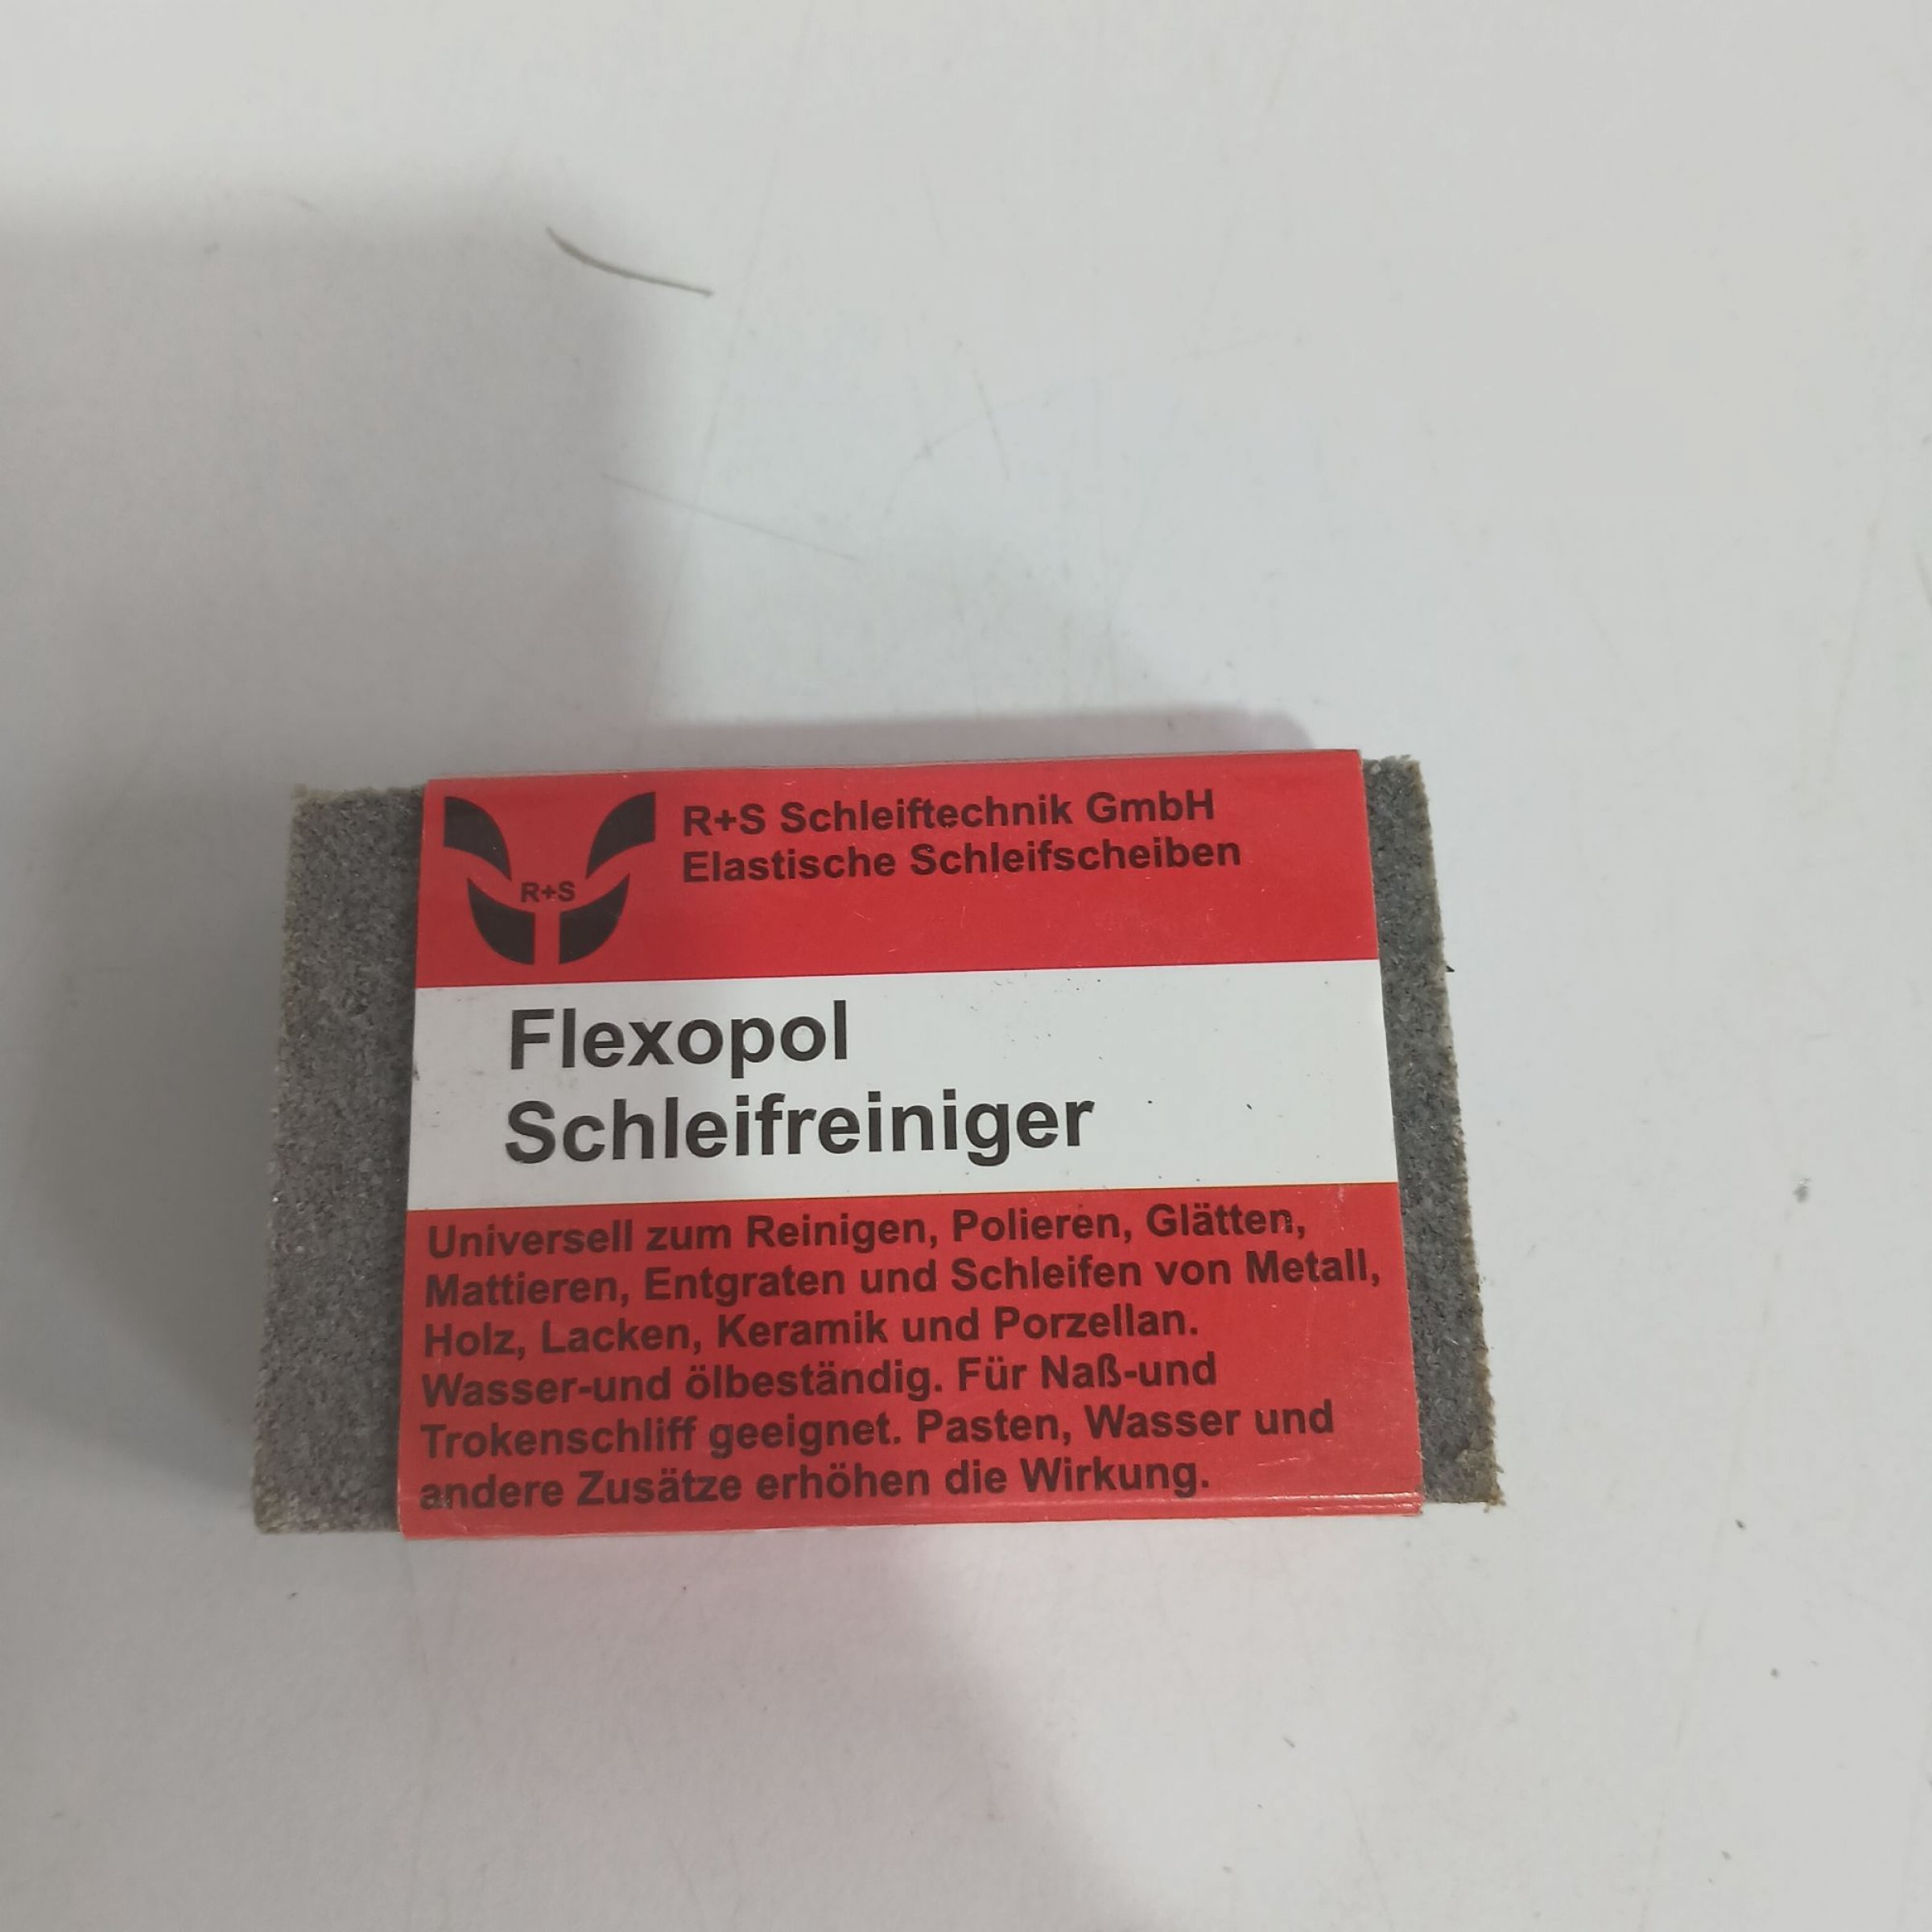 R+S Schleiftechnik GmbH
Elastische Schleifscheiben
R+S
Flexopol
Schleifreiniger
Universell zum Reinigen, Polieren, Glätten,
Mattieren, Entgraten und Schleifen von Metall,
Holz, Lacken, Keramik und Porzellan.
Wasser-und ölbeständig. Für Naß-und
Trokenschliff geeignet. Pasten, Wasser und
andere Zusätze erhöhen die Wirkung.